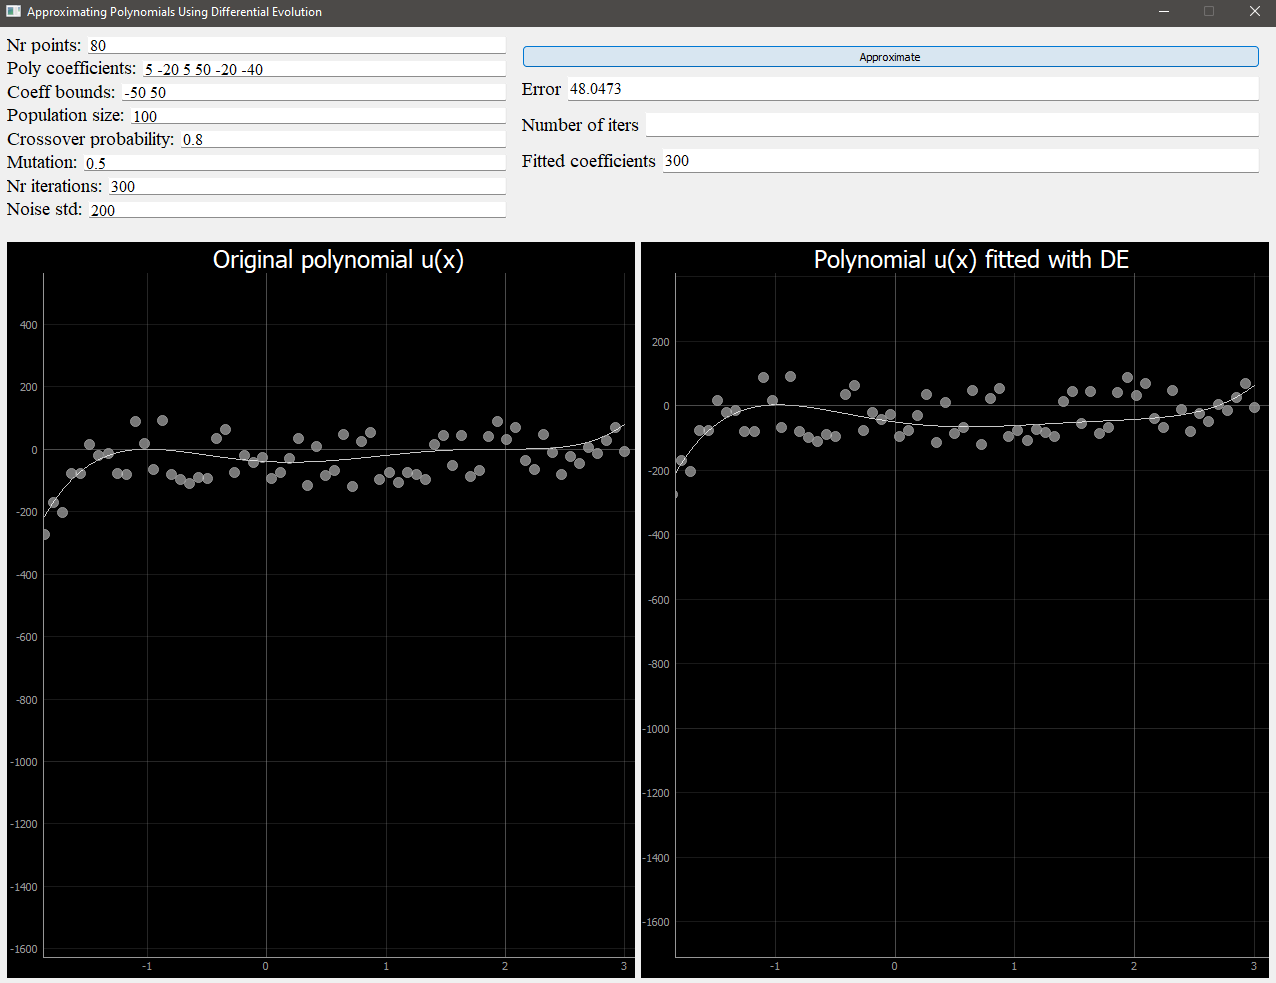 Approximating Polynomials Using Differential Evolution
Nr points: 80
Poly coefficients: 5 -20 5 50 -20 -40
Coeff bounds: -50 50
Population size: 100
Crossover probability: 0.8
Mutation: 0.5
Nr iterations: 300
Noise std: 200
Approximate
Error 48.0473
Number of iters
Fitted coefficients 300
Original polynomial u(x)
400
200
0
-200
-400
-600
-800
-1000
-1200
-1400
-1600
-1 0 1 2 3
Polynomial u(x) fitted with DE
200
0
-200
-400
-600
-800
-1000
-1200
-1400
-1600
-1 0 1 2 3